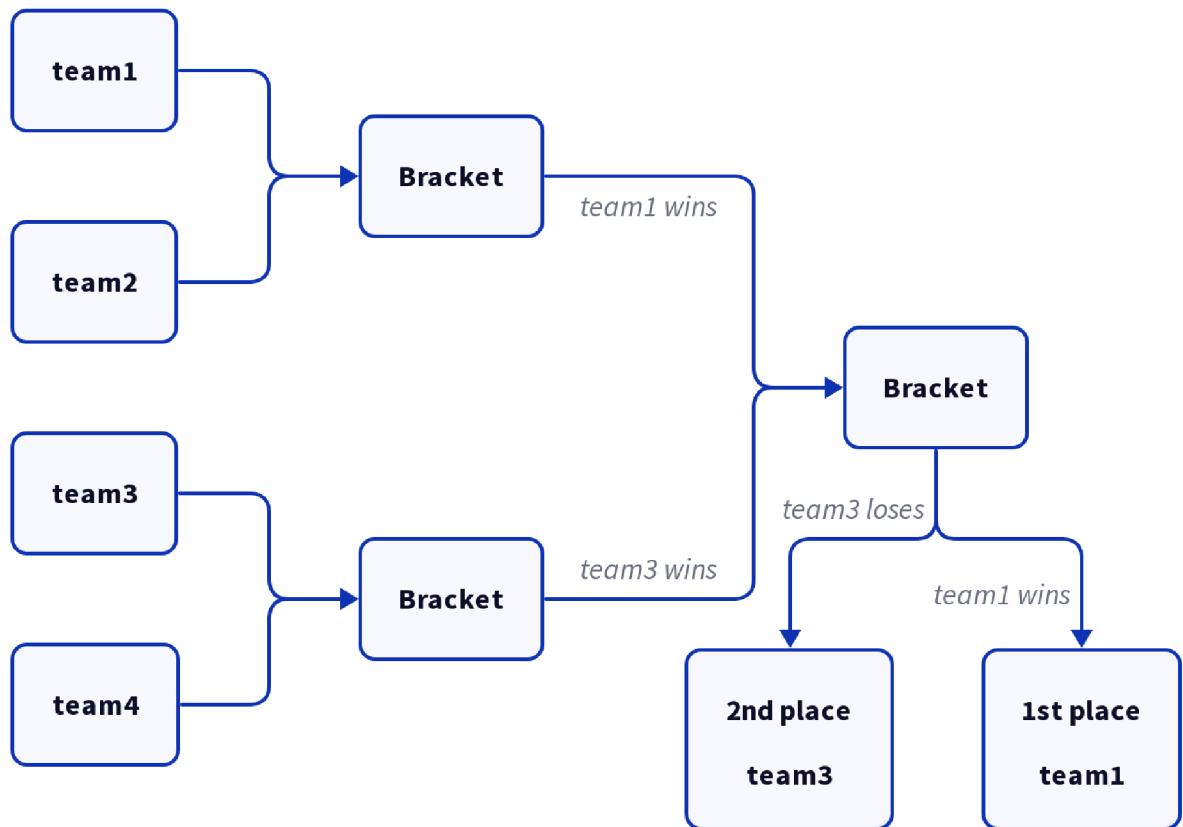 team1
Bracket
team1 wins
team2
Bracket
team3
team3 loses
team3 wins
team1 wins
Bracket
team4
2nd place
team3
1st place
team1